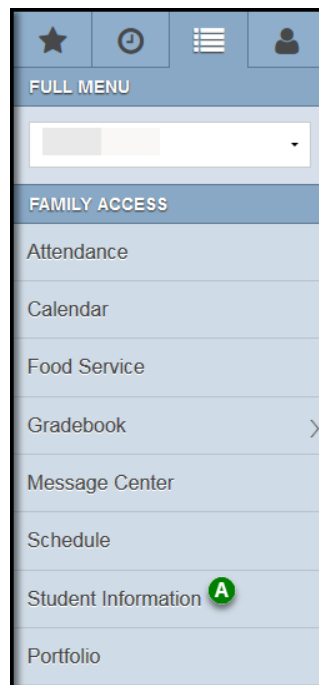 FULL MENU
FAMILY ACCESS
Attendance
Calendar
Food Service
Gradebook
Message Center
Schedule
Student Information A
Portfolio